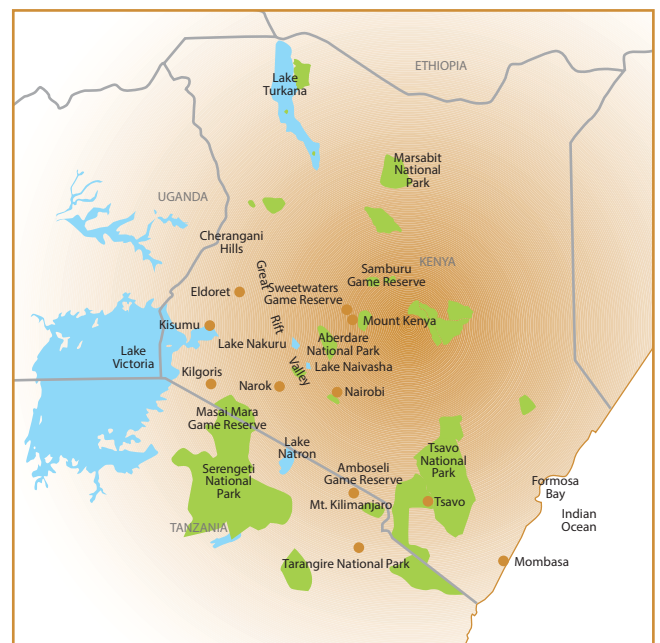 ETHIOPIA
Lake
Turkana
Marsabit
National
Park
UGANDA
Cherangani
Hills
KENYA
Great
Rift
Valley
Samburu
Game Reserve
Eldoret
Sweetwaters
Game Reserve
Kisumu
Mount Kenya
Lake Nakuru
Aberdare
National Park
Lake
Victoria
Lake Naivasha
Kilgoris
Narok
Nairobi
Masai Mara
Game Reserve
Lake
Natron
Tsavo
National
Park
Serengeti
National
Park
Amboseli
Game Reserve
Formosa
Bay
Mt. Kilimanjaro
Tsavo
Indian
Ocean
TANZANIA
Tarangire National Park
Mombasa